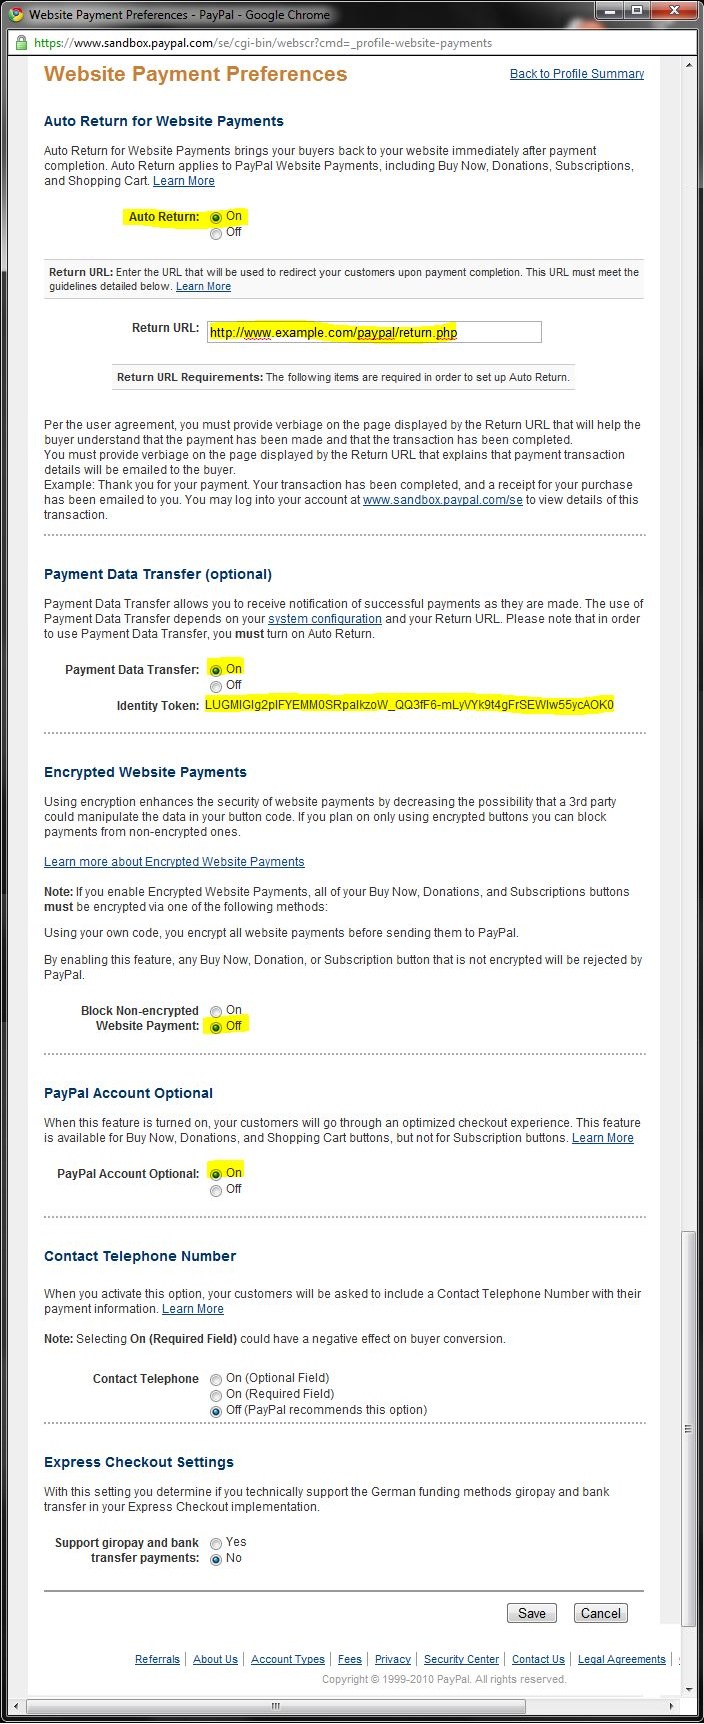 Website Payment Preferences - PayPal - Google Chrome
https://www.sandbox.paypal.com/se/cgi-bin/webscr?cmd=_profile-website-payments
Website Payment Preferences
Back to Profile Summary
Auto Return for Website Payments
Auto Return for Website Payments brings your buyers back to your website immediately after payment
completion. Auto Return applies to PayPal Website Payments, including Buy Now, Donations, Subscriptions,
and Shopping Cart. Learn More
Auto Return: On
Off
Return URL: Enter the URL that will be used to redirect your customers upon payment completion. This URL must meet the
guidelines detailed below. Learn More
Return URL: http://www.example.com/paypal/return.php
Return URL Requirements: The following items are required in order to set up Auto Return.
Per the user agreement, you must provide verbiage on the page displayed by the Return URL that will help the
buyer understand that the payment has been made and that the transaction has been completed.
You must provide verbiage on the page displayed by the Return URL that explains that payment transaction
details will be emailed to the buyer.
Example: Thank you for your payment. Your transaction has been completed, and a receipt for your purchase
has been emailed to you. You may log into your account at www.sandbox.paypal.com/se to view details of this
transaction.
Payment Data Transfer (optional)
Payment Data Transfer allows you to receive notification of successful payments as they are made. The use of
Payment Data Transfer depends on your system configuration and your Return URL. Please note that in order
to use Payment Data Transfer, you must turn on Auto Return.
Payment Data Transfer: On
Off
Identity Token:
Encrypted Website Payments
Using encryption enhances the security of website payments by decreasing the possibility that a 3rd party
could manipulate the data in your button code. If you plan on only using encrypted buttons you can block
payments from non-encrypted ones.
Learn more about Encrypted Website Payments
Note: If you enable Encrypted Website Payments, all of your Buy Now, Donations, and Subscriptions buttons
must be encrypted via one of the following methods:
Using your own code, you encrypt all website payments before sending them to PayPal.
By enabling this feature, any Buy Now, Donation, or Subscription button that is not encrypted will be rejected by
PayPal.
Block Non-encrypted On
Website Payment: Off
PayPal Account Optional
When this feature is turned on, your customers will go through an optimized checkout experience. This feature
is available for Buy Now, Donations, and Shopping Cart buttons, but not for Subscription buttons. Learn More
PayPal Account Optional: On
Off
Contact Telephone Number
When you activate this option, your customers will be asked to include a Contact Telephone Number with their
payment information. Learn More
Note: Selecting On (Required Field) could have a negative effect on buyer conversion.
Contact Telephone On (Optional Field)
On (Required Field)
Off (PayPal recommends this option)
Express Checkout Settings
With this setting you determine if you technically support the German funding methods giropay and bank
transfer in your Express Checkout implementation.
Support giropay and bank Yes
transfer payments: No
Save Cancel
Referrals | About Us | Account Types | Fees | Privacy | Security Center | Contact Us | Legal Agreements |
Copyright © 1999-2010 PayPal. All rights reserved.